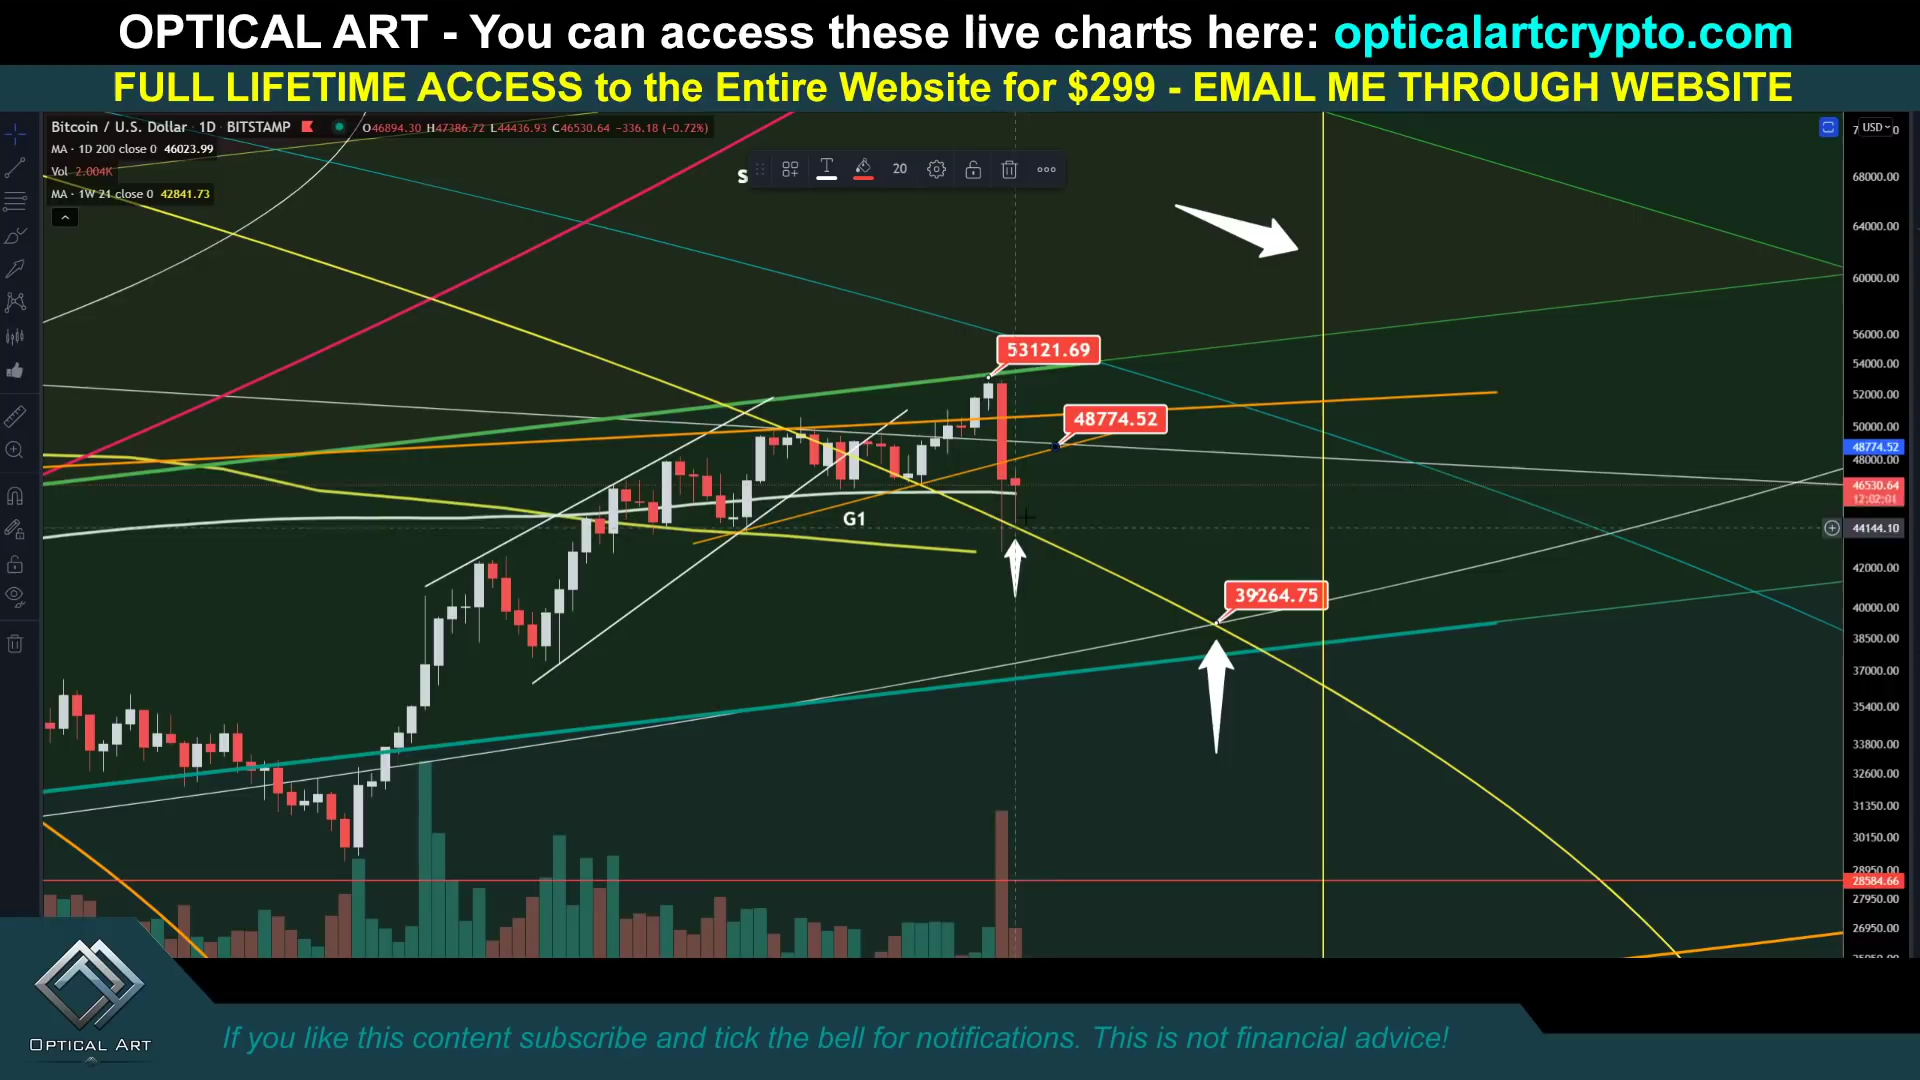 OPTICAL ART - You can access these live charts here: opticalartcrypto.com
FULL LIFETIME ACCESS to the Entire Website for $299 - EMAIL ME THROUGH WEBSITE
Bitcoin / U.S. Dollar · 1D · BITSTAMP O46894.30 H47386.72 L44436.93 C46530.64 -336.18 (-0.72%)
MA · 1D 200 close 0 46023.99
Vol 2.004K
MA · 1W 21 close 0 42841.73
S
20
USD
68000.00
64000.00
60000.00
56000.00
54000.00
52000.00
50000.00
48774.52
48000.00
46530.64
12:02:01
44144.10
42000.00
40000.00
38500.00
37000.00
35400.00
33800.00
32600.00
31350.00
30150.00
28950.00
28584.66
27950.00
26950.00
53121.69
48774.52
G1
39264.75
OPTICAL ART
If you like this content subscribe and tick the bell for notifications. This is not financial advice!